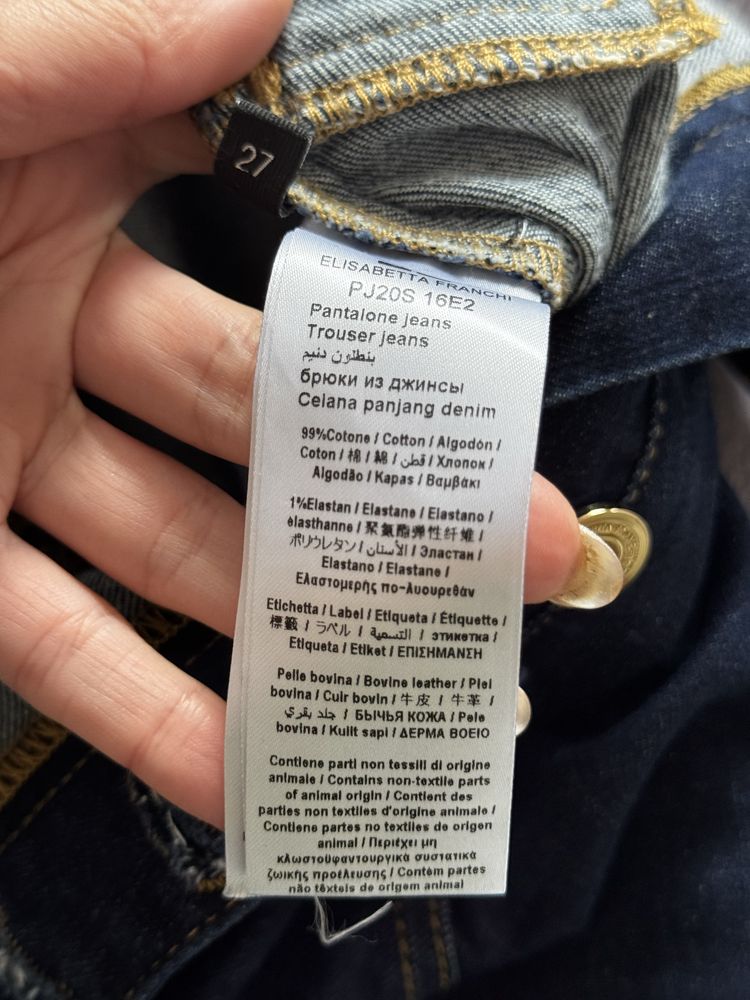 27
ELISABETTA FRANCHI
PJ20S 16E2
Pantalone jeans
Trouser jeans
بنطلون دنيم
брюки из джинсы
Celana panjang denim
99%Cotone / Cotton / Algodón /
Coton / 棉 / 綿 / قطن / Хлопок /
Algodão / Kapas / Βαμβάκι
1%Elastan / Elastane / Elastano /
élasthanne / 聚氨酯弹性纤维 /
ポリウレタン / الأستان / Эластан /
Elastano / Elastane /
Ελαστομερής πο-λυουρεθάν
Etichetta / Label / Etiqueta / Étiquette /
標籤 / ラベル / التسمية / этикетка /
Etiqueta / Etiket / ΕΠΙΣΗΜΑΝΣΗ
Pelle bovina / Bovine leather / Piel
bovina / Cuir bovin / 牛皮 / 牛革 /
جلد بقري / БЫЧЬЯ КОЖА / Pele
bovina / Kulit sapi / ΔΕΡΜΑ ΒΟΕΙΟ
Contiene parti non tessili di origine
animale / Contains non-textile parts
of animal origin / Contient des
parties non textiles d'origine animale /
Contiene partes no textiles de origen
animal / Περιέχει μη
κλωστοϋφαντουργικά συστατικά
ζωικής προέλευσης / Contém partes
não têxteis de origem animal